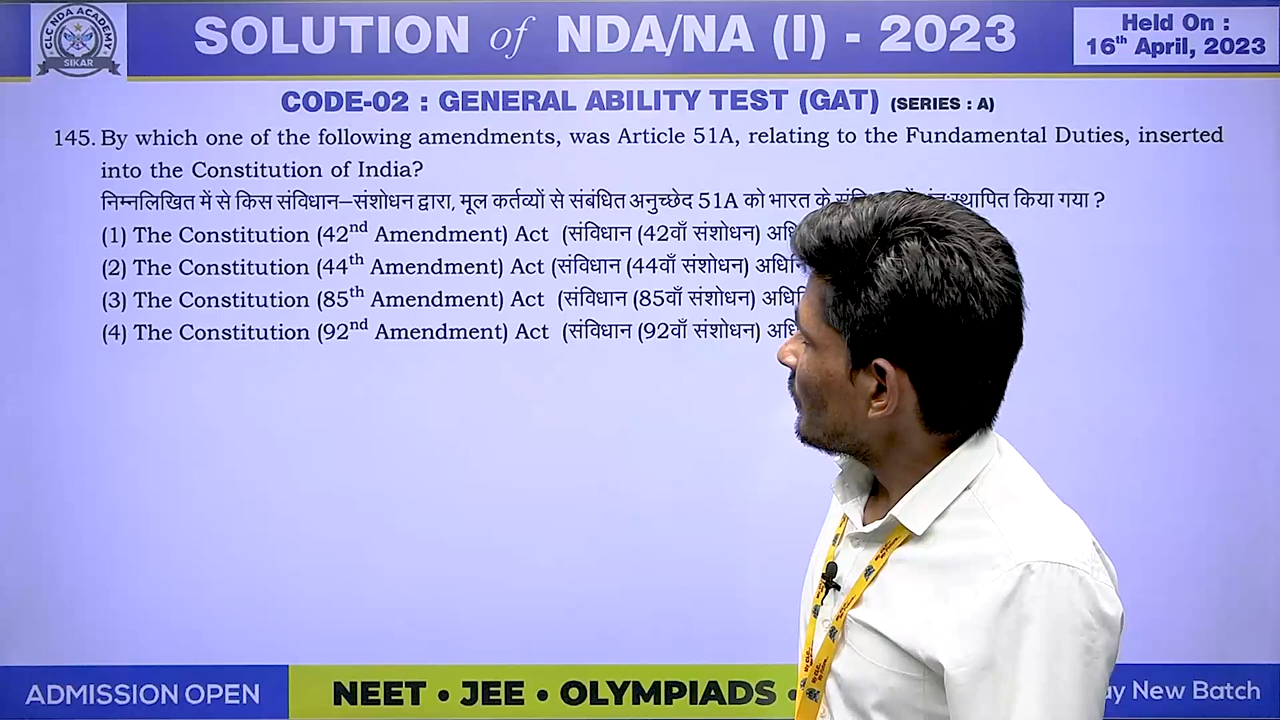 CLC NDA ACADEMY
SIKAR
SOLUTION of NDA/NA (I) - 2023
Held On :
16th April, 2023
CODE-02 : GENERAL ABILITY TEST (GAT) (SERIES : A)
145. By which one of the following amendments, was Article 51A, relating to the Fundamental Duties, inserted
into the Constitution of India?
निम्नलिखित में से किस संविधान–संशोधन द्वारा, मूल कर्तव्यों से संबंधित अनुच्छेद 51A को भारत के किया गया ?
(1) The Constitution (42nd Amendment) Act (संविधान (42वाँ संशोधन)
(2) The Constitution (44th Amendment) Act (संविधान (44वाँ संशोधन)
(3) The Constitution (85th Amendment) Act (संविधान (85वाँ संशोधन)
(4) The Constitution (92nd Amendment) Act (संविधान (92वाँ संशोधन)
ADMISSION OPEN
NEET • JEE • OLYMPIADS •
New Batch